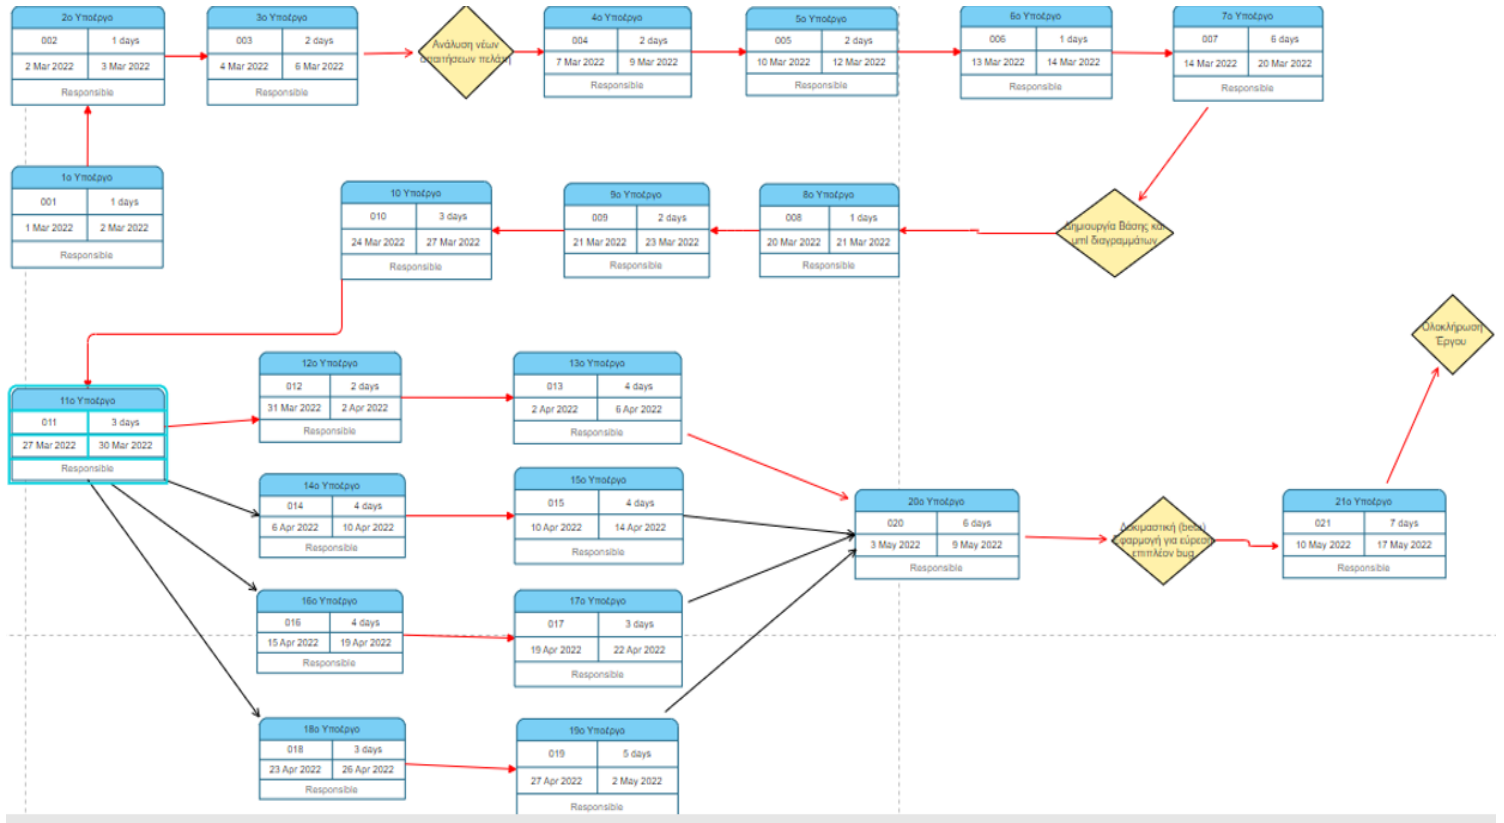 2ο Υποέργο
002 1 days
2 Mar 2022 3 Mar 2022
Responsible
3ο Υποέργο
003 2 days
4 Mar 2022 6 Mar 2022
Responsible
Ανάλυση νέων
απαιτήσεων πελάτη
4ο Υποέργο
004 2 days
7 Mar 2022 9 Mar 2022
Responsible
5ο Υποέργο
005 2 days
10 Mar 2022 12 Mar 2022
Responsible
6ο Υποέργο
006 1 days
13 Mar 2022 14 Mar 2022
Responsible
7ο Υποέργο
007 6 days
14 Mar 2022 20 Mar 2022
Responsible
1ο Υποέργο
001 1 days
1 Mar 2022 2 Mar 2022
Responsible
10 Υποέργο
010 3 days
24 Mar 2022 27 Mar 2022
Responsible
9ο Υποέργο
009 2 days
21 Mar 2022 23 Mar 2022
Responsible
8ο Υποέργο
008 1 days
20 Mar 2022 21 Mar 2022
Responsible
Δημιουργία Βάσης και
uml διαγραμμάτων
Ολοκλήρωση
Έργου
11ο Υποέργο
011 3 days
27 Mar 2022 30 Mar 2022
Responsible
12ο Υποέργο
012 2 days
31 Mar 2022 2 Apr 2022
Responsible
13ο Υποέργο
013 4 days
2 Apr 2022 6 Apr 2022
Responsible
14ο Υποέργο
014 4 days
6 Apr 2022 10 Apr 2022
Responsible
15ο Υποέργο
015 4 days
10 Apr 2022 14 Apr 2022
Responsible
20ο Υποέργο
020 6 days
3 May 2022 9 May 2022
Responsible
Δοκιμαστική (beta)
Εφαρμογή για εύρεση
επιπλέον bug
21ο Υποέργο
021 7 days
10 May 2022 17 May 2022
Responsible
16ο Υποέργο
016 4 days
15 Apr 2022 19 Apr 2022
Responsible
17ο Υποέργο
017 3 days
19 Apr 2022 22 Apr 2022
Responsible
18ο Υποέργο
018 3 days
23 Apr 2022 26 Apr 2022
Responsible
19ο Υποέργο
019 5 days
27 Apr 2022 2 May 2022
Responsible